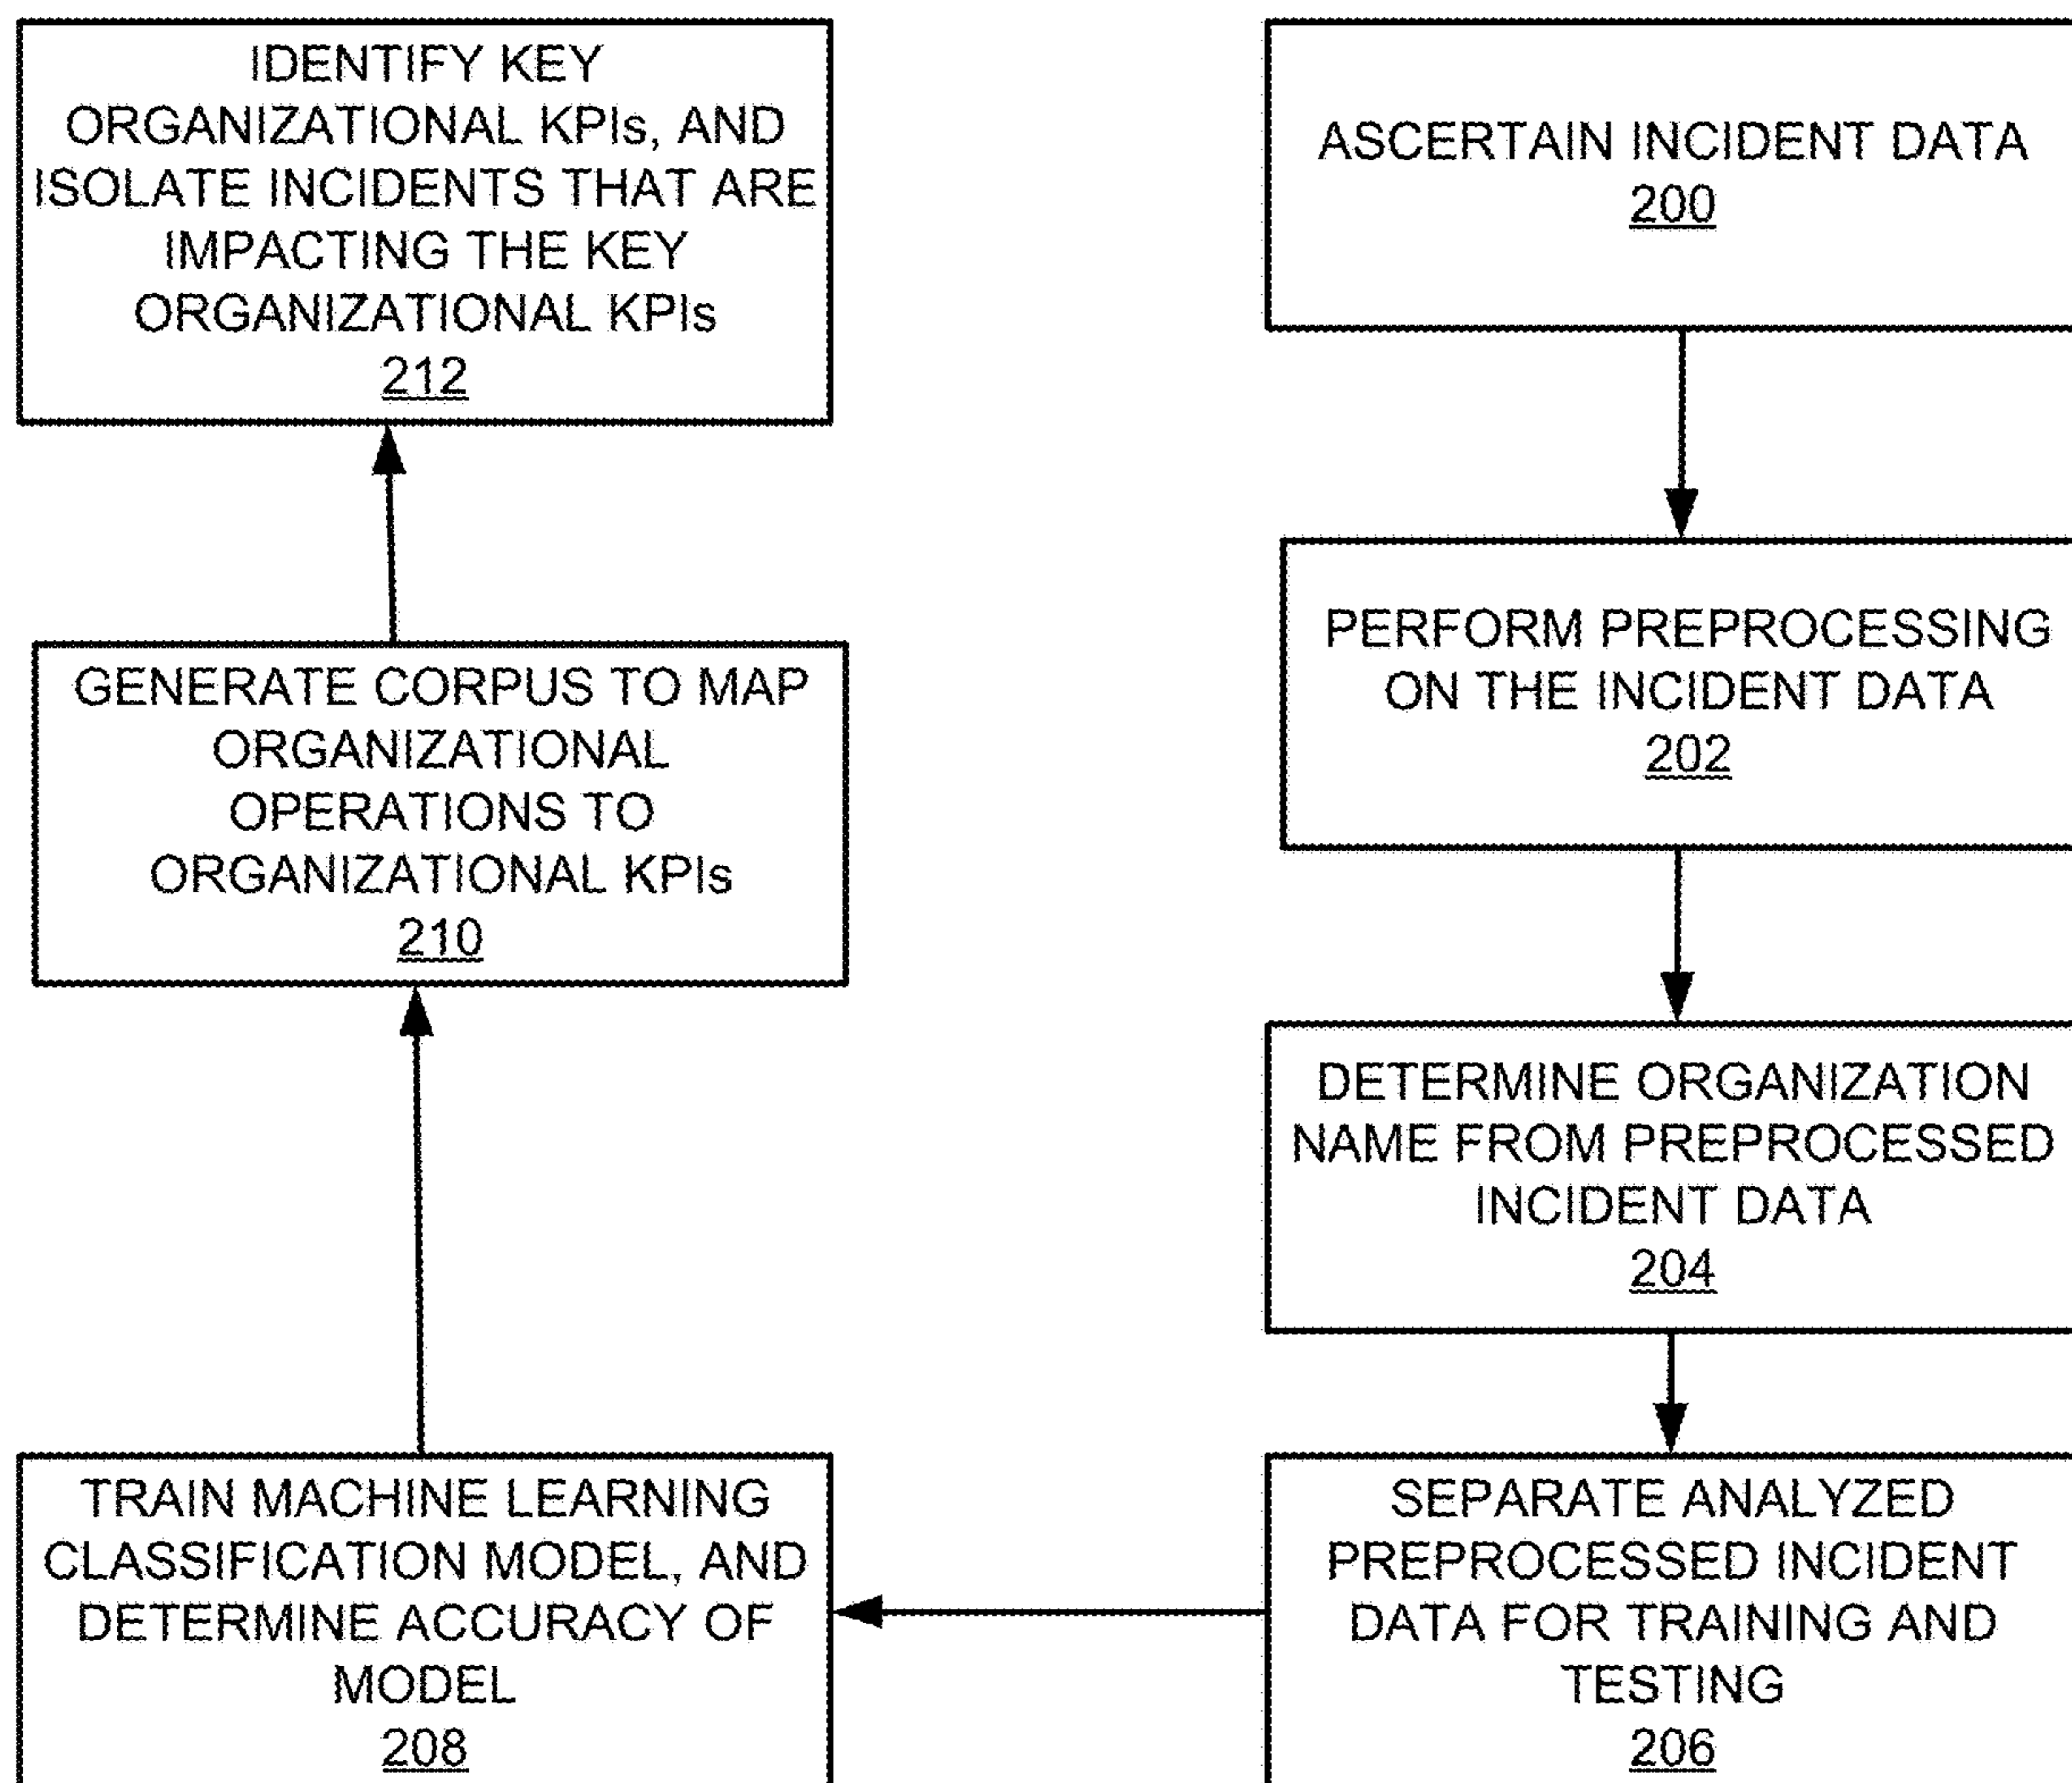 ASCERTAIN INCIDENT DATA
200
PERFORM PREPROCESSING
ON THE INCIDENT DATA
202
DETERMINE ORGANIZATION
NAME FROM PREPROCESSED
INCIDENT DATA
204
SEPARATE ANALYZED
PREPROCESSED INCIDENT
DATA FOR TRAINING AND
TESTING
206
TRAIN MACHINE LEARNING
CLASSIFICATION MODEL, AND
DETERMINE ACCURACY OF
MODEL
208
GENERATE CORPUS TO MAP
ORGANIZATIONAL
OPERATIONS TO
ORGANIZATIONAL KPIs
210
IDENTIFY KEY
ORGANIZATIONAL KPIs, AND
ISOLATE INCIDENTS THAT ARE
IMPACTING THE KEY
ORGANIZATIONAL KPIs
212